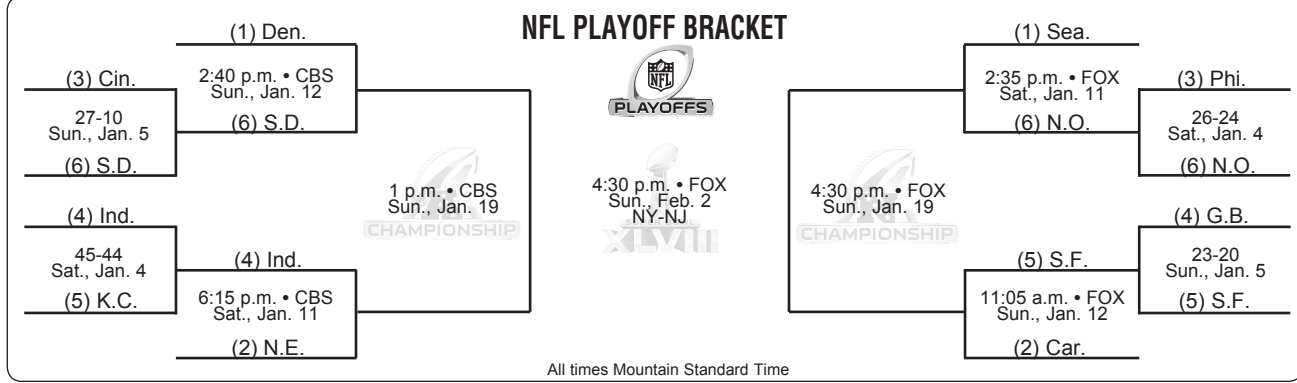 NFL PLAYOFF BRACKET
(1) Den.
2:40 p.m. • CBS
Sun., Jan. 12
(6) S.D.
(3) Cin.
27-10
Sun., Jan. 5
(6) S.D.
(4) Ind.
45-44
Sat., Jan. 4
(5) K.C.
(4) Ind.
6:15 p.m. • CBS
Sat., Jan. 11
(2) N.E.
1 p.m. • CBS
Sun., Jan. 19
CHAMPIONSHIP
NFL
PLAYOFFS
4:30 p.m. • FOX
Sun., Feb. 2
NY-NJ
XLVIII
4:30 p.m. • FOX
Sun., Jan. 19
CHAMPIONSHIP
(1) Sea.
2:35 p.m. • FOX
Sat., Jan. 11
(6) N.O.
(3) Phi.
26-24
Sat., Jan. 4
(6) N.O.
(4) G.B.
23-20
Sun., Jan. 5
(5) S.F.
(5) S.F.
11:05 a.m. • FOX
Sun., Jan. 12
(2) Car.
All times Mountain Standard Time